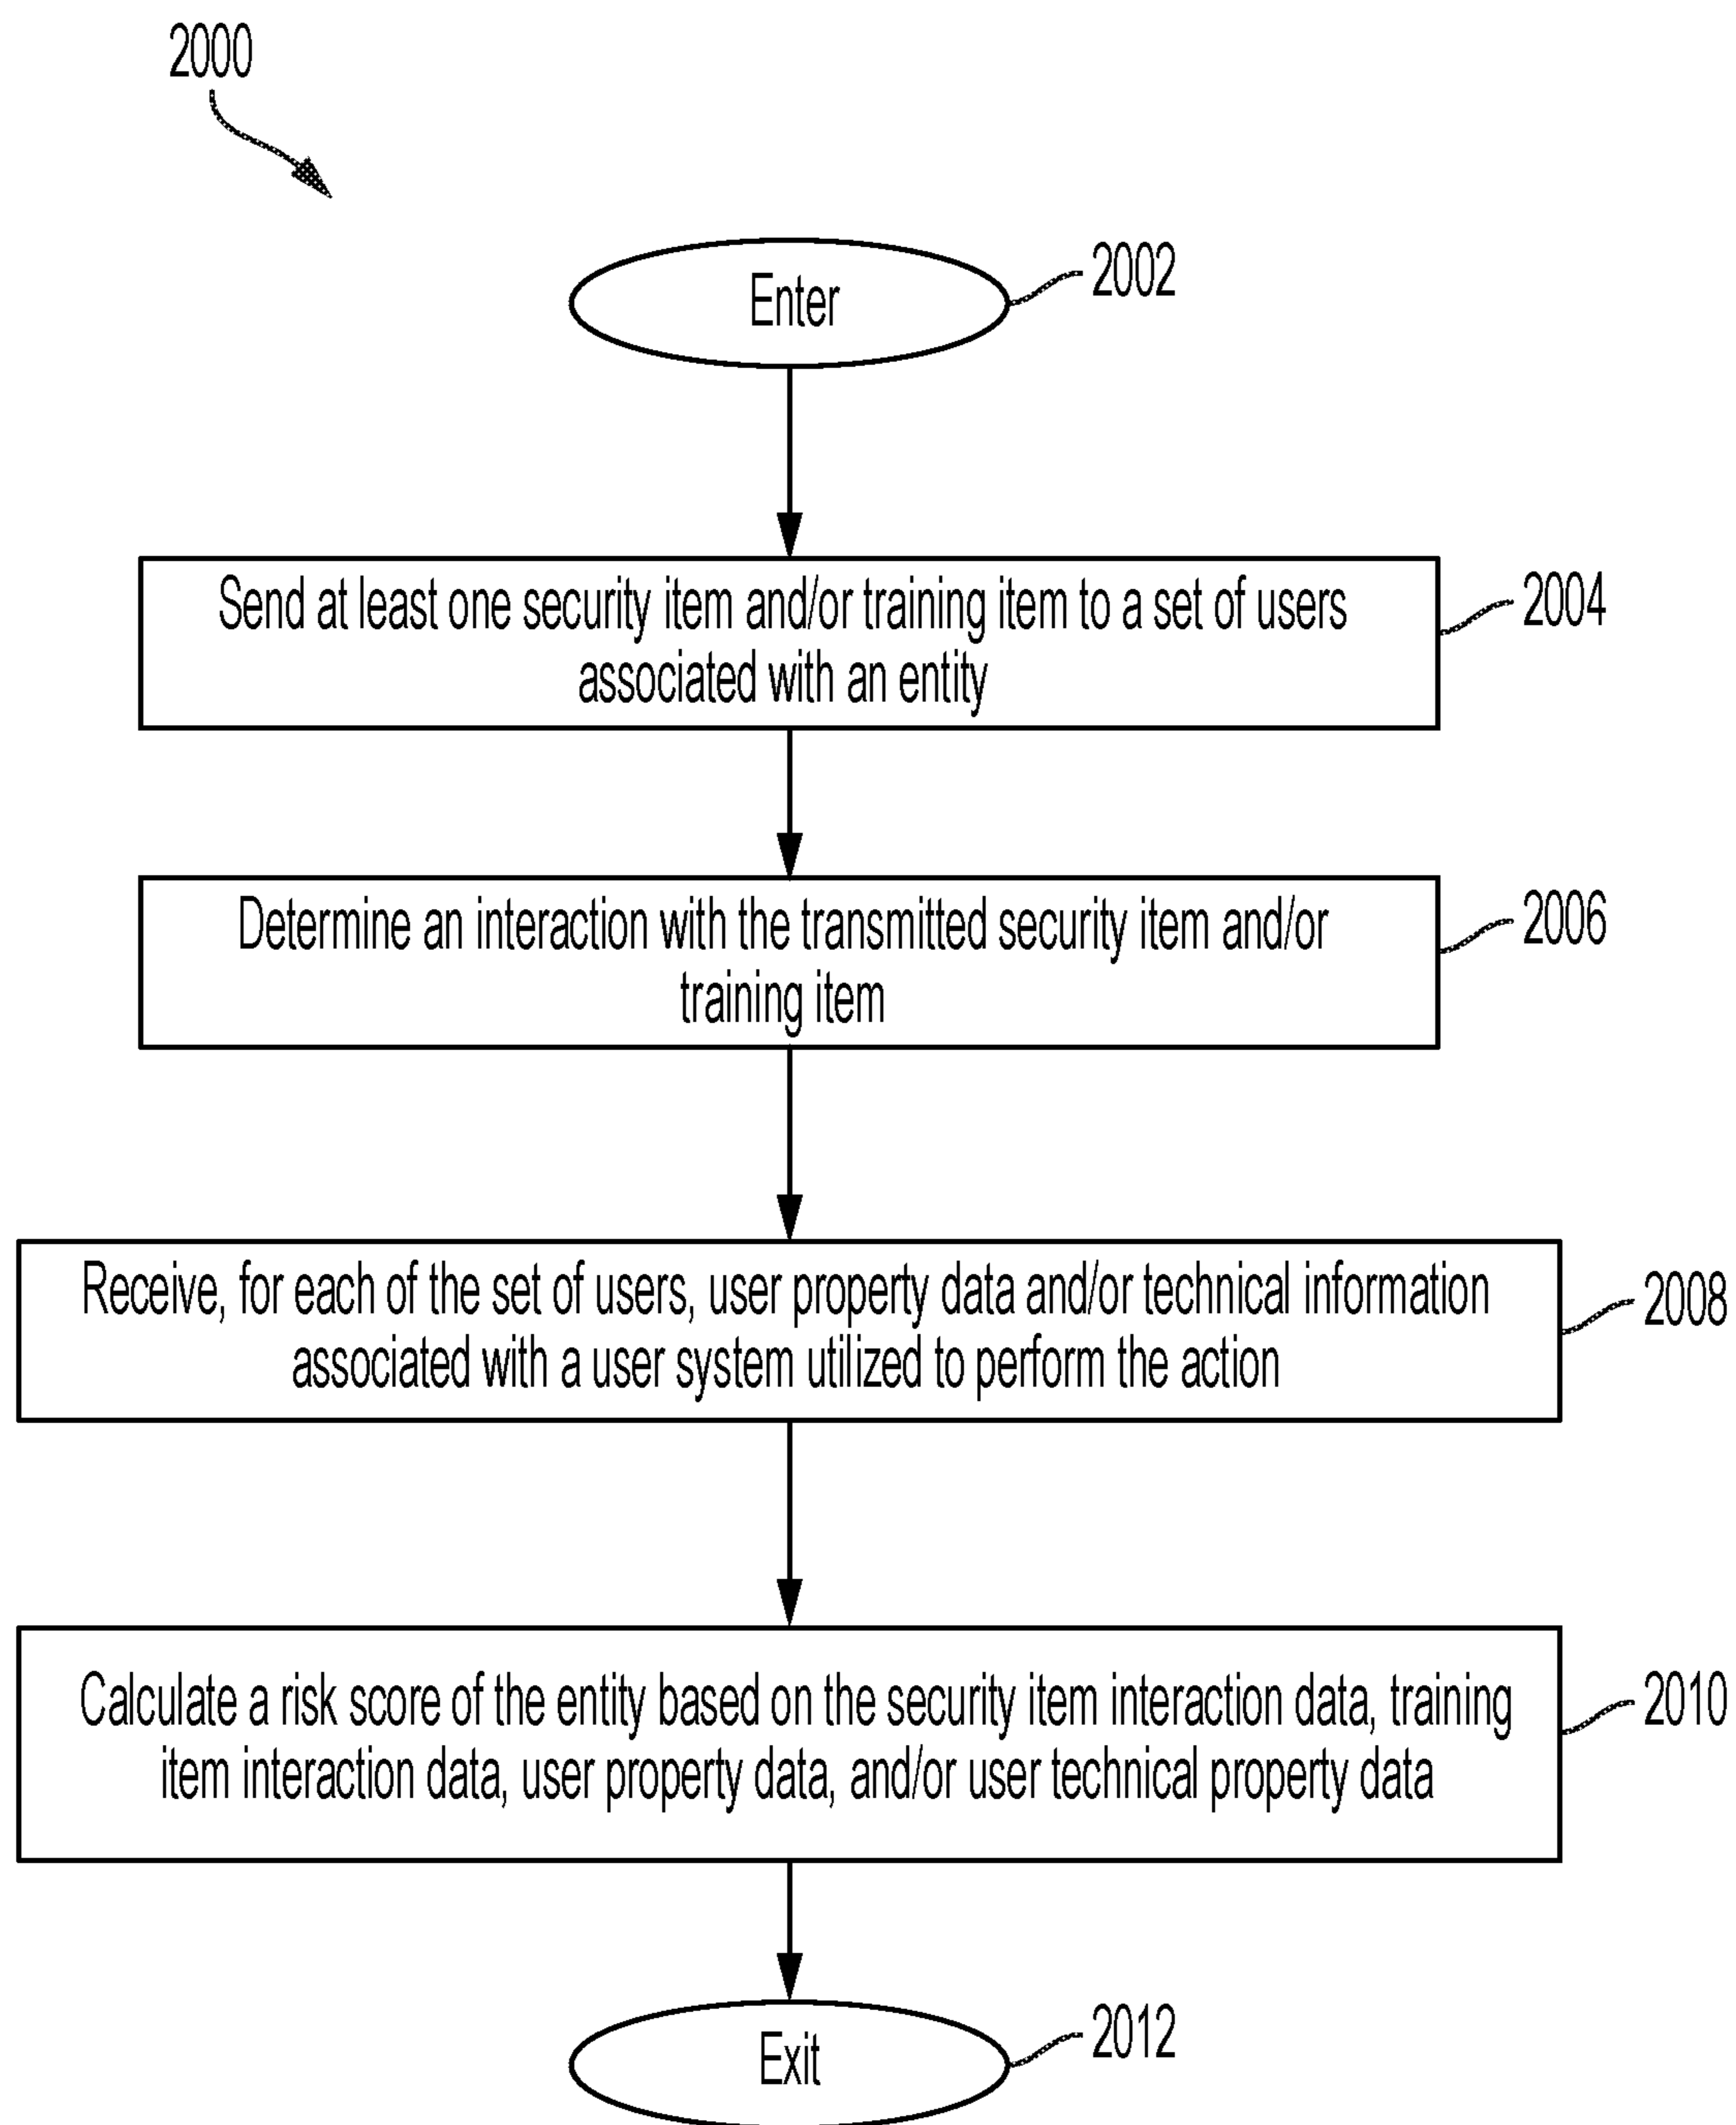 2000
Enter
2002
Send at least one security item and/or training item to a set of users
associated with an entity
2004
Determine an interaction with the transmitted security item and/or
training item
2006
Receive, for each of the set of users, user property data and/or technical information
associated with a user system utilized to perform the action
2008
Calculate a risk score of the entity based on the security item interaction data, training
item interaction data, user property data, and/or user technical property data
2010
Exit
2012